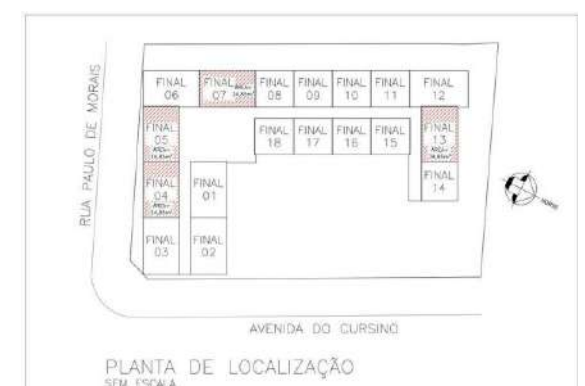 RUA PAULO DE MORAIS
FINAL 06
FINAL 07
FINAL 08
FINAL 09
FINAL 10
FINAL 11
FINAL 12
FINAL 05
FINAL 18
FINAL 17
FINAL 16
FINAL 15
FINAL 13
FINAL 04
FINAL 01
FINAL 14
FINAL 03
FINAL 02
NORTE
AVENIDA DO CURSINO
PLANTA DE LOCALIZAÇÃO
SEM ESCALA